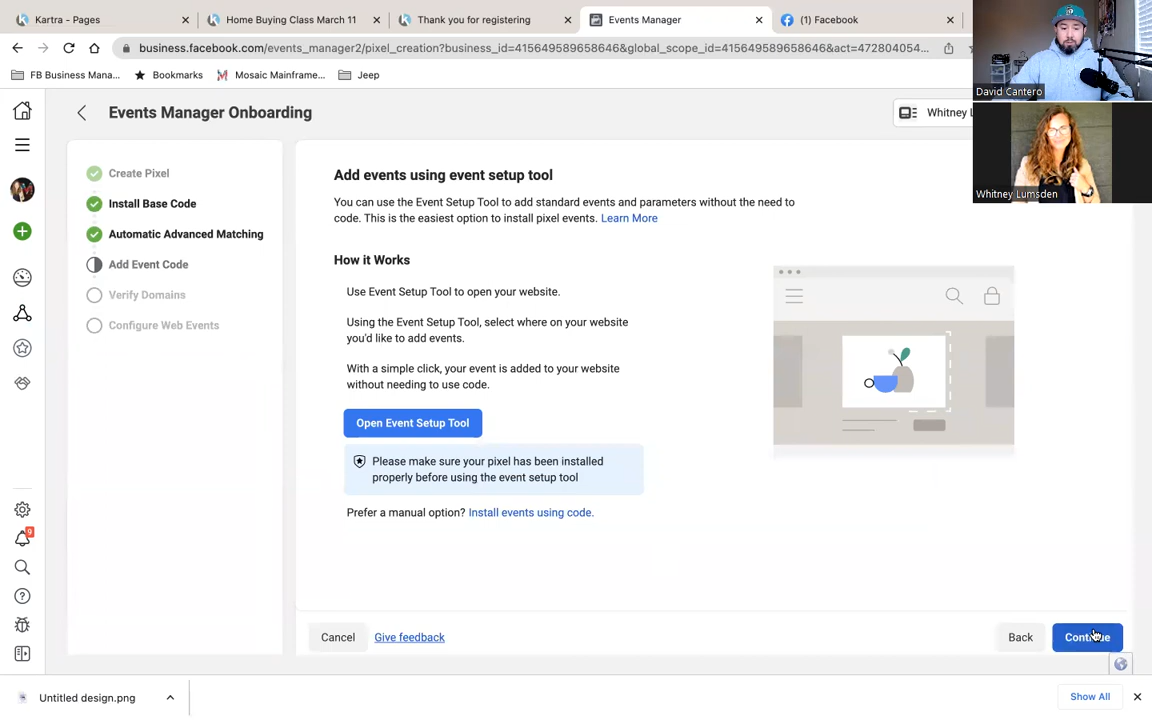 Kartra - Pages
Home Buying Class March 11
Thank you for registering
Events Manager
(1) Facebook
business.facebook.com/events_manager2/pixel_creation?business_id=415649589658646&global_scope_id=415649589658646&act=472804054...
FB Business Mana...
Bookmarks
Mosaic Mainframe...
Jeep
David Cantero
Whitney Lumsden
Events Manager Onboarding
Whitney L
Create Pixel
Install Base Code
Automatic Advanced Matching
Add Event Code
Verify Domains
Configure Web Events
Add events using event setup tool
You can use the Event Setup Tool to add standard events and parameters without the need to
code. This is the easiest option to install pixel events. Learn More
How it Works
Use Event Setup Tool to open your website.
Using the Event Setup Tool, select where on your website
you'd like to add events.
With a simple click, your event is added to your website
without needing to use code.
Open Event Setup Tool
Please make sure your pixel has been installed
properly before using the event setup tool
Prefer a manual option? Install events using code.
Cancel
Give feedback
Back
Continue
9
Untitled design.png
Show All